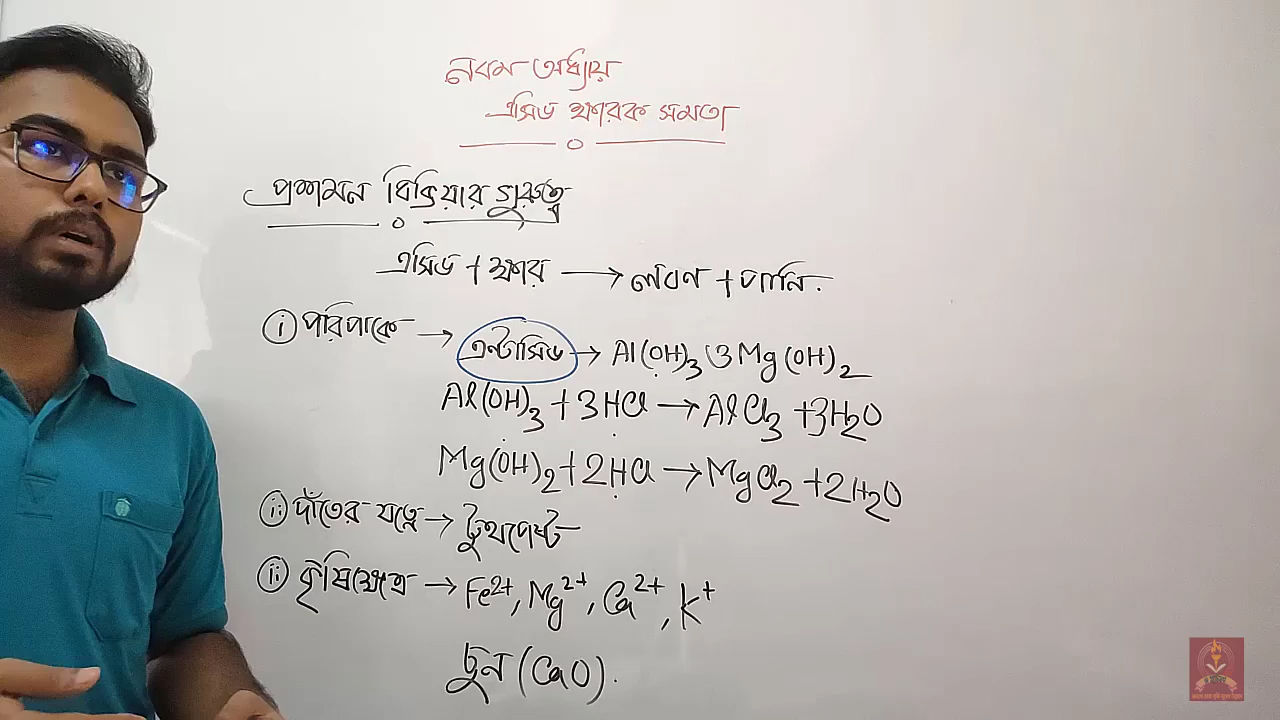 নবম অধ্যায়
এসিড ক্ষারক সমতা
প্রশমন বিক্রিয়ার গুরুত্ব
এসিড + ক্ষার → লবণ + পানি.
(i) পরিপাকে → এন্টাসিড → Al(OH)₃ ও Mg(OH)₂
Al(OH)₃ + 3HCl → AlCl₃ + 3H₂O
Mg(OH)₂ + 2HCl → MgCl₂ + 2H₂O
(ii) দাঁতের যত্নে → টুথপেস্ট
(ii) কৃষিক্ষেত্রে → Fe²⁺, Mg²⁺, Ca²⁺, K⁺
চুন (CaO).